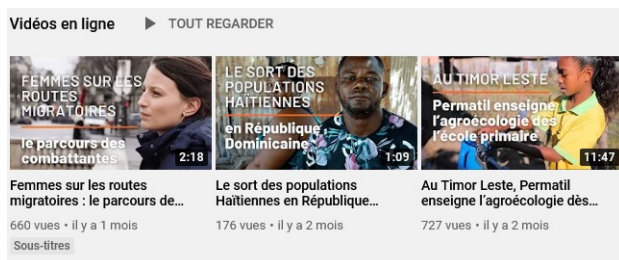 Vidéos en ligne
TOUT REGARDER
FEMMES SUR LES
ROUTES
MIGRATOIRES
le parcours des
combattantes
2:18
LE SORT DES
POPULATIONS
HAÏTIENNES
en République
Dominicaine
1:09
AU TIMOR LESTE
Permatil enseigne
l'agroécologie dès
l'école primaire
11:47
Femmes sur les routes
migratoires : le parcours de...
660 vues • il y a 1 mois
Sous-titres
Le sort des populations
Haïtiennes en République...
176 vues • il y a 2 mois
Au Timor Leste, Permatil
enseigne l'agroécologie dès...
727 vues • il y a 2 mois